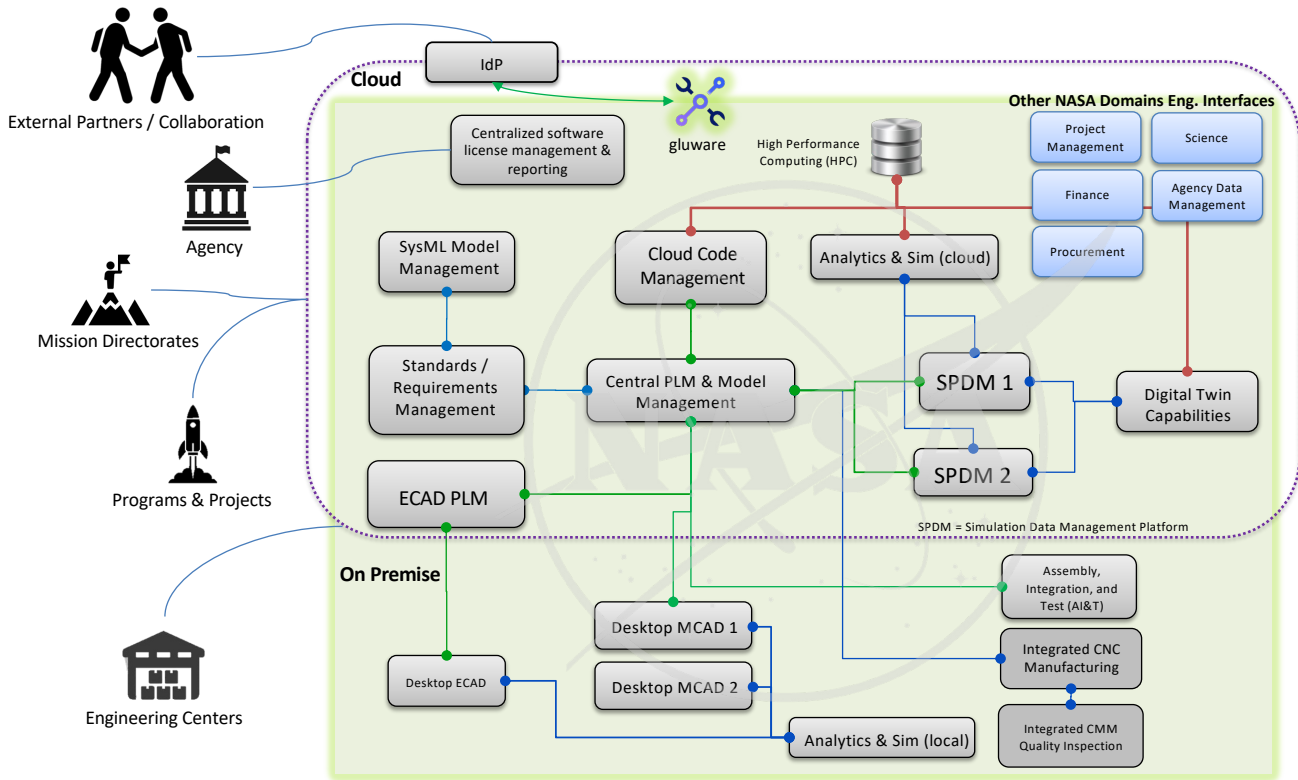 IdP
Cloud
External Partners / Collaboration
Other NASA Domains Eng. Interfaces
Centralized software
license management &
reporting
gluware
High Performance
Computing (HPC)
Project
Management
Science
Finance
Agency Data
Management
Procurement
Agency
SysML Model
Management
Cloud Code
Management
Analytics & Sim (cloud)
Mission Directorates
Standards /
Requirements
Management
Central PLM & Model
Management
SPDM 1
Digital Twin
Capabilities
SPDM 2
Programs & Projects
ECAD PLM
SPDM = Simulation Data Management Platform
On Premise
Assembly,
Integration, and
Test (AI&T)
Desktop MCAD 1
Integrated CNC
Manufacturing
Desktop ECAD
Desktop MCAD 2
Engineering Centers
Analytics & Sim (local)
Integrated CMM
Quality Inspection
NASA